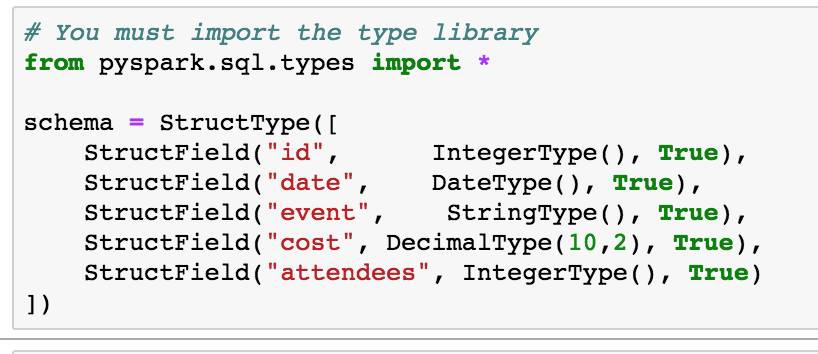 # You must import the type library
from pyspark.sql.types import *
schema = StructType([
    StructField("id",      IntegerType(), True),
    StructField("date",    DateType(), True),
    StructField("event",    StringType(), True),
    StructField("cost", DecimalType(10,2), True),
    StructField("attendees", IntegerType(), True)
])